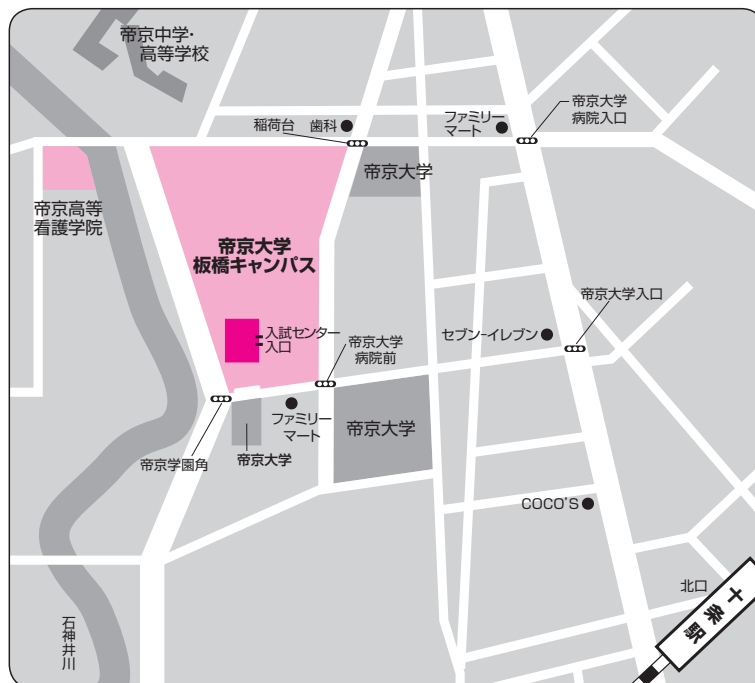 帝京中学・
高等学校
稲荷台
歯科
ファミリー
マート
帝京大学
病院入口
帝京大学
帝京高等
看護学院
帝京大学
板橋キャンパス
帝京大学入口
入試センター
入口
帝京大学
病院前
セブン-イレブン
ファミリー
マート
帝京大学
帝京大学
帝京学園角
COCO'S
北口
十条駅
石神井川